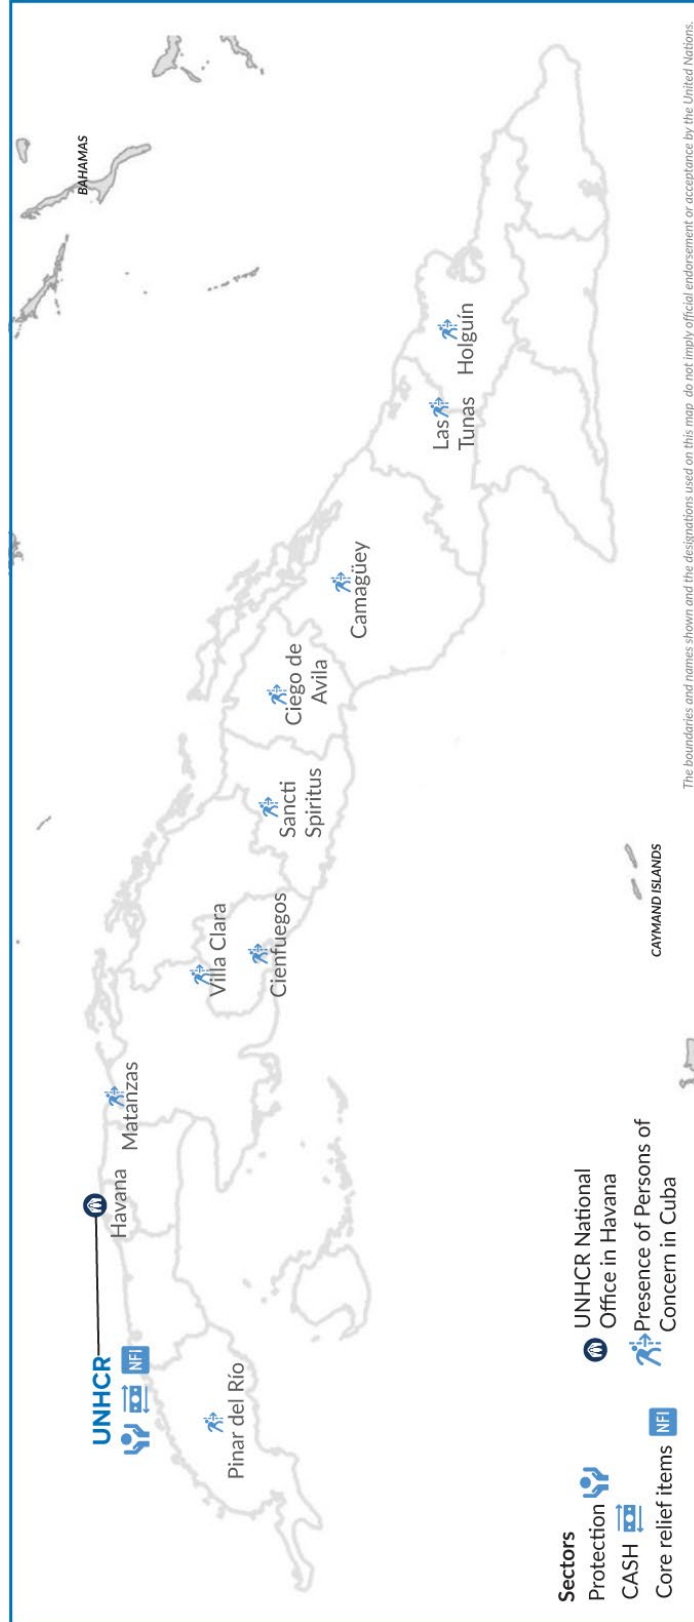 BAHAMAS
UNHCR
NFI
Havana
Matanzas
Pinar del Río
Villa Clara
Cienfuegos
Sancti
Spiritus
Ciego de
Avila
Camagüey
Las
Tunas
Holguín
CAYMAND ISLANDS
Sectors
Protection
CASH
Core relief items NFI
UNHCR National
Office in Havana
Presence of Persons of
Concern in Cuba
The boundaries and names shown and the designations used on this map do not imply official endorsement or acceptance by the United Nations.